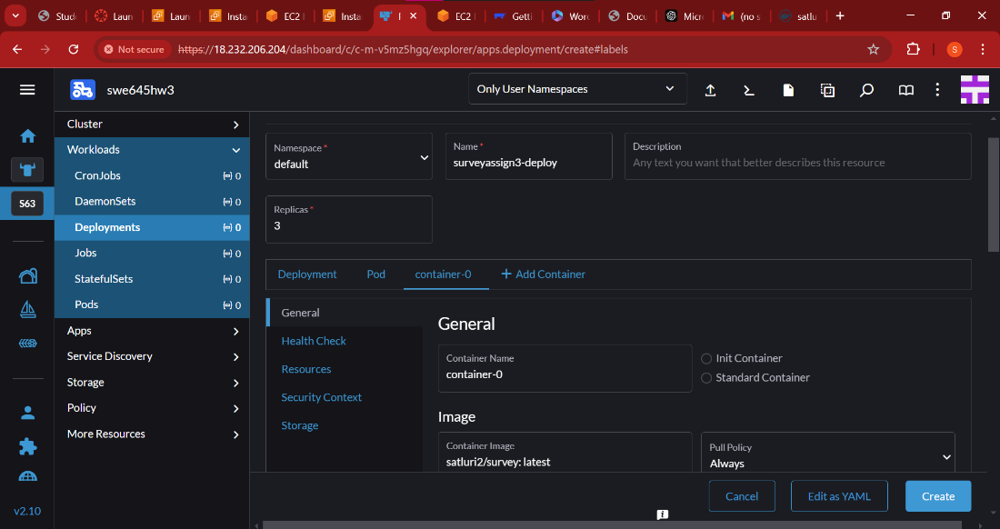 Stude
Laun
Laun
Insta
EC2
Insta
I
EC2
Getti
Word
Docu
Micro
(no s
satlu
Not secure
https://18.232.206.204/dashboard/c/c-m-v5mz5hgq/explorer/apps.deployment/create#labels
S
swe645hw3
Only User Namespaces
Cluster
Workloads
CronJobs 0
DaemonSets 0
Deployments 0
Jobs 0
StatefulSets 0
Pods 0
Apps
Service Discovery
Storage
Policy
More Resources
S63
v2.10
Namespace *
default
Name *
surveyassign3-deploy
Description
Any text you want that better describes this resource
Replicas *
3
Deployment
Pod
container-0
+ Add Container
General
Health Check
Resources
Security Context
Storage
General
Container Name
container-0
Init Container
Standard Container
Image
Container Image
satluri2/survey: latest
Pull Policy
Always
Cancel
Edit as YAML
Create